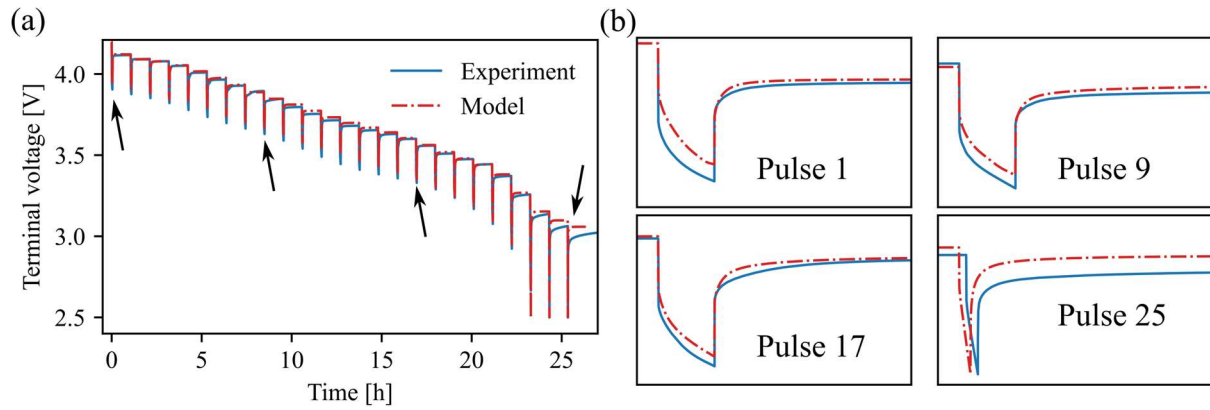 (a)
Terminal voltage [V]
4.0
3.5
3.0
2.5
0
5
10
15
20
25
Time [h]
Experiment
Model
(b)
Pulse 1
Pulse 9
Pulse 17
Pulse 25